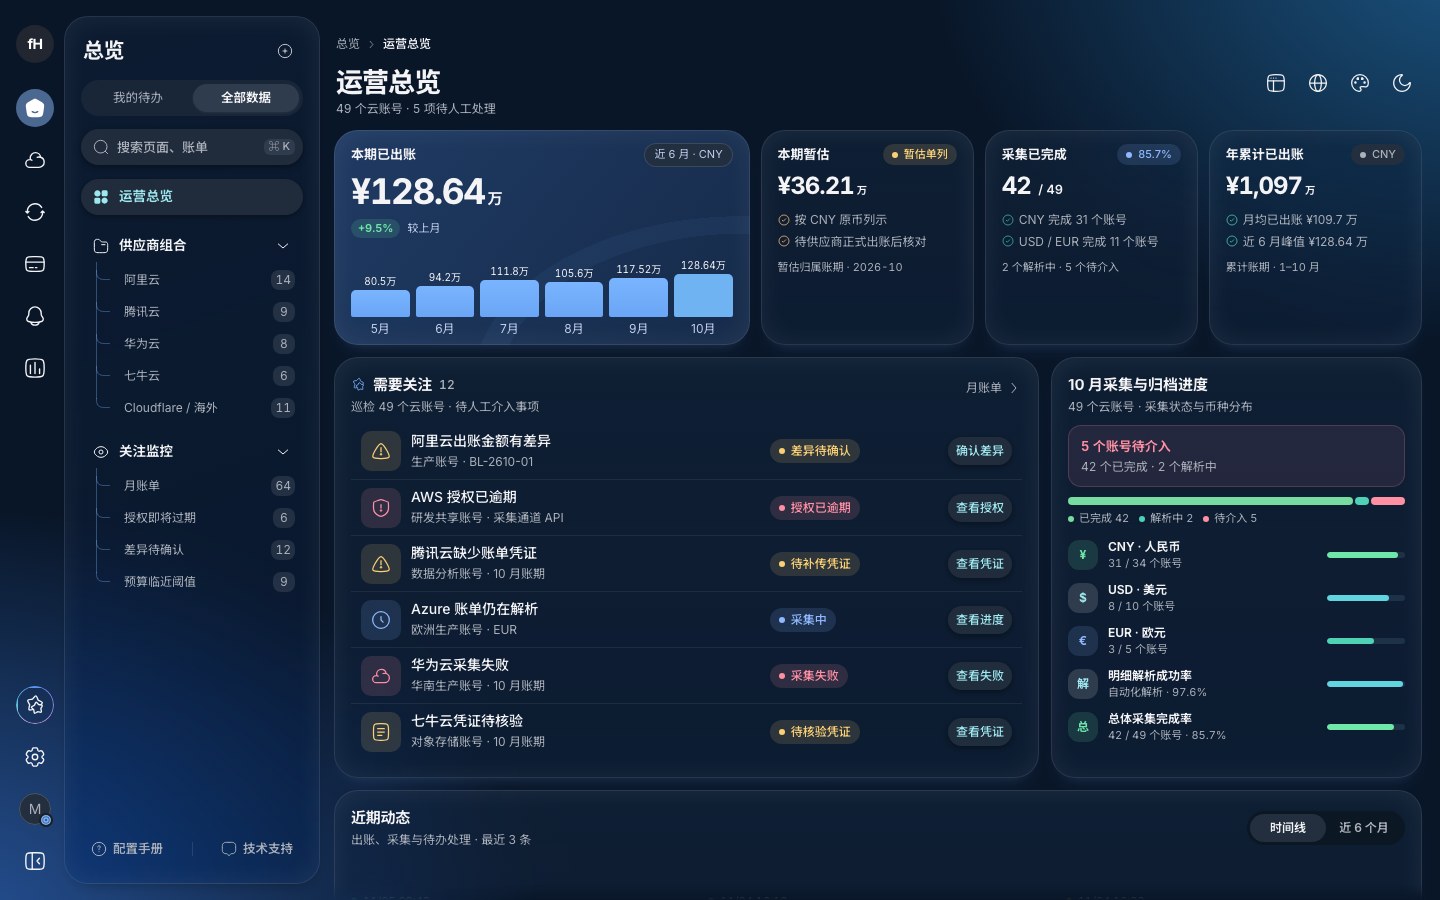 fH
总览
我的待办
全部数据
搜索页面、账单
⌘ K
运营总览
供应商组合
阿里云
14
腾讯云
9
华为云
8
七牛云
6
Cloudflare / 海外
11
关注监控
月账单
64
授权即将过期
6
差异待确认
12
预算临近阈值
9
M
配置手册
技术支持
总览 › 运营总览
运营总览
49 个云账号 · 5 项待人工处理
本期已出账
近 6 月 · CNY
¥128.64 万
+9.5% 较上月
80.5万 94.2万 111.8万 105.6万 117.52万 128.64万
5月 6月 7月 8月 9月 10月
本期暂估
暂估单列
¥36.21 万
按 CNY 原币列示
待供应商正式出账后核对
暂估归属账期 · 2026-10
采集已完成
85.7%
42 / 49
CNY 完成 31 个账号
USD / EUR 完成 11 个账号
2 个解析中 · 5 个待介入
年累计已出账
CNY
¥1,097 万
月均已出账 ¥109.7 万
近 6 月峰值 ¥128.64 万
累计账期 · 1–10 月
需要关注 12
月账单
巡检 49 个云账号 · 待人工介入事项
阿里云出账金额有差异
生产账号 · BL-2610-01
差异待确认
确认差异
AWS 授权已逾期
研发共享账号 · 采集通道 API
授权已逾期
查看授权
腾讯云缺少账单凭证
数据分析账号 · 10 月账期
待补传凭证
查看凭证
Azure 账单仍在解析
欧洲生产账号 · EUR
采集中
查看进度
华为云采集失败
华南生产账号 · 10 月账期
采集失败
查看失败
七牛云凭证待核验
对象存储账号 · 10 月账期
待核验凭证
查看凭证
10 月采集与归档进度
49 个云账号 · 采集状态与币种分布
5 个账号待介入
42 个已完成 · 2 个解析中
已完成 42 解析中 2 待介入 5
¥
CNY · 人民币
31 / 34 个账号
$
USD · 美元
8 / 10 个账号
€
EUR · 欧元
3 / 5 个账号
解
明细解析成功率
自动化解析 · 97.6%
总
总体采集完成率
42 / 49 个账号 · 85.7%
近期动态
出账、采集与待办处理 · 最近 3 条
时间线
近 6 个月